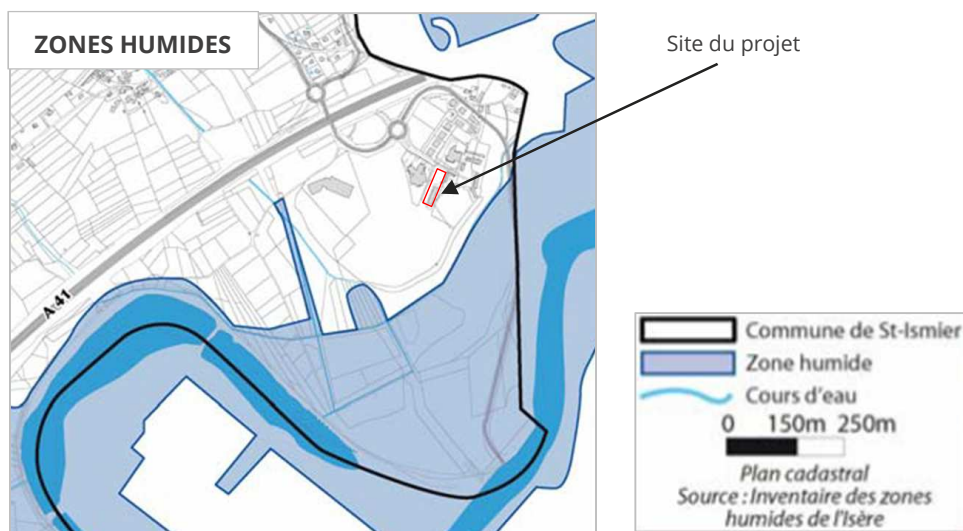 ZONES HUMIDES
Site du projet
A 41
Commune de St-Ismier
Zone humide
Cours d'eau
0 150m 250m
Plan cadastral
Source : Inventaire des zones
humides de l'Isère